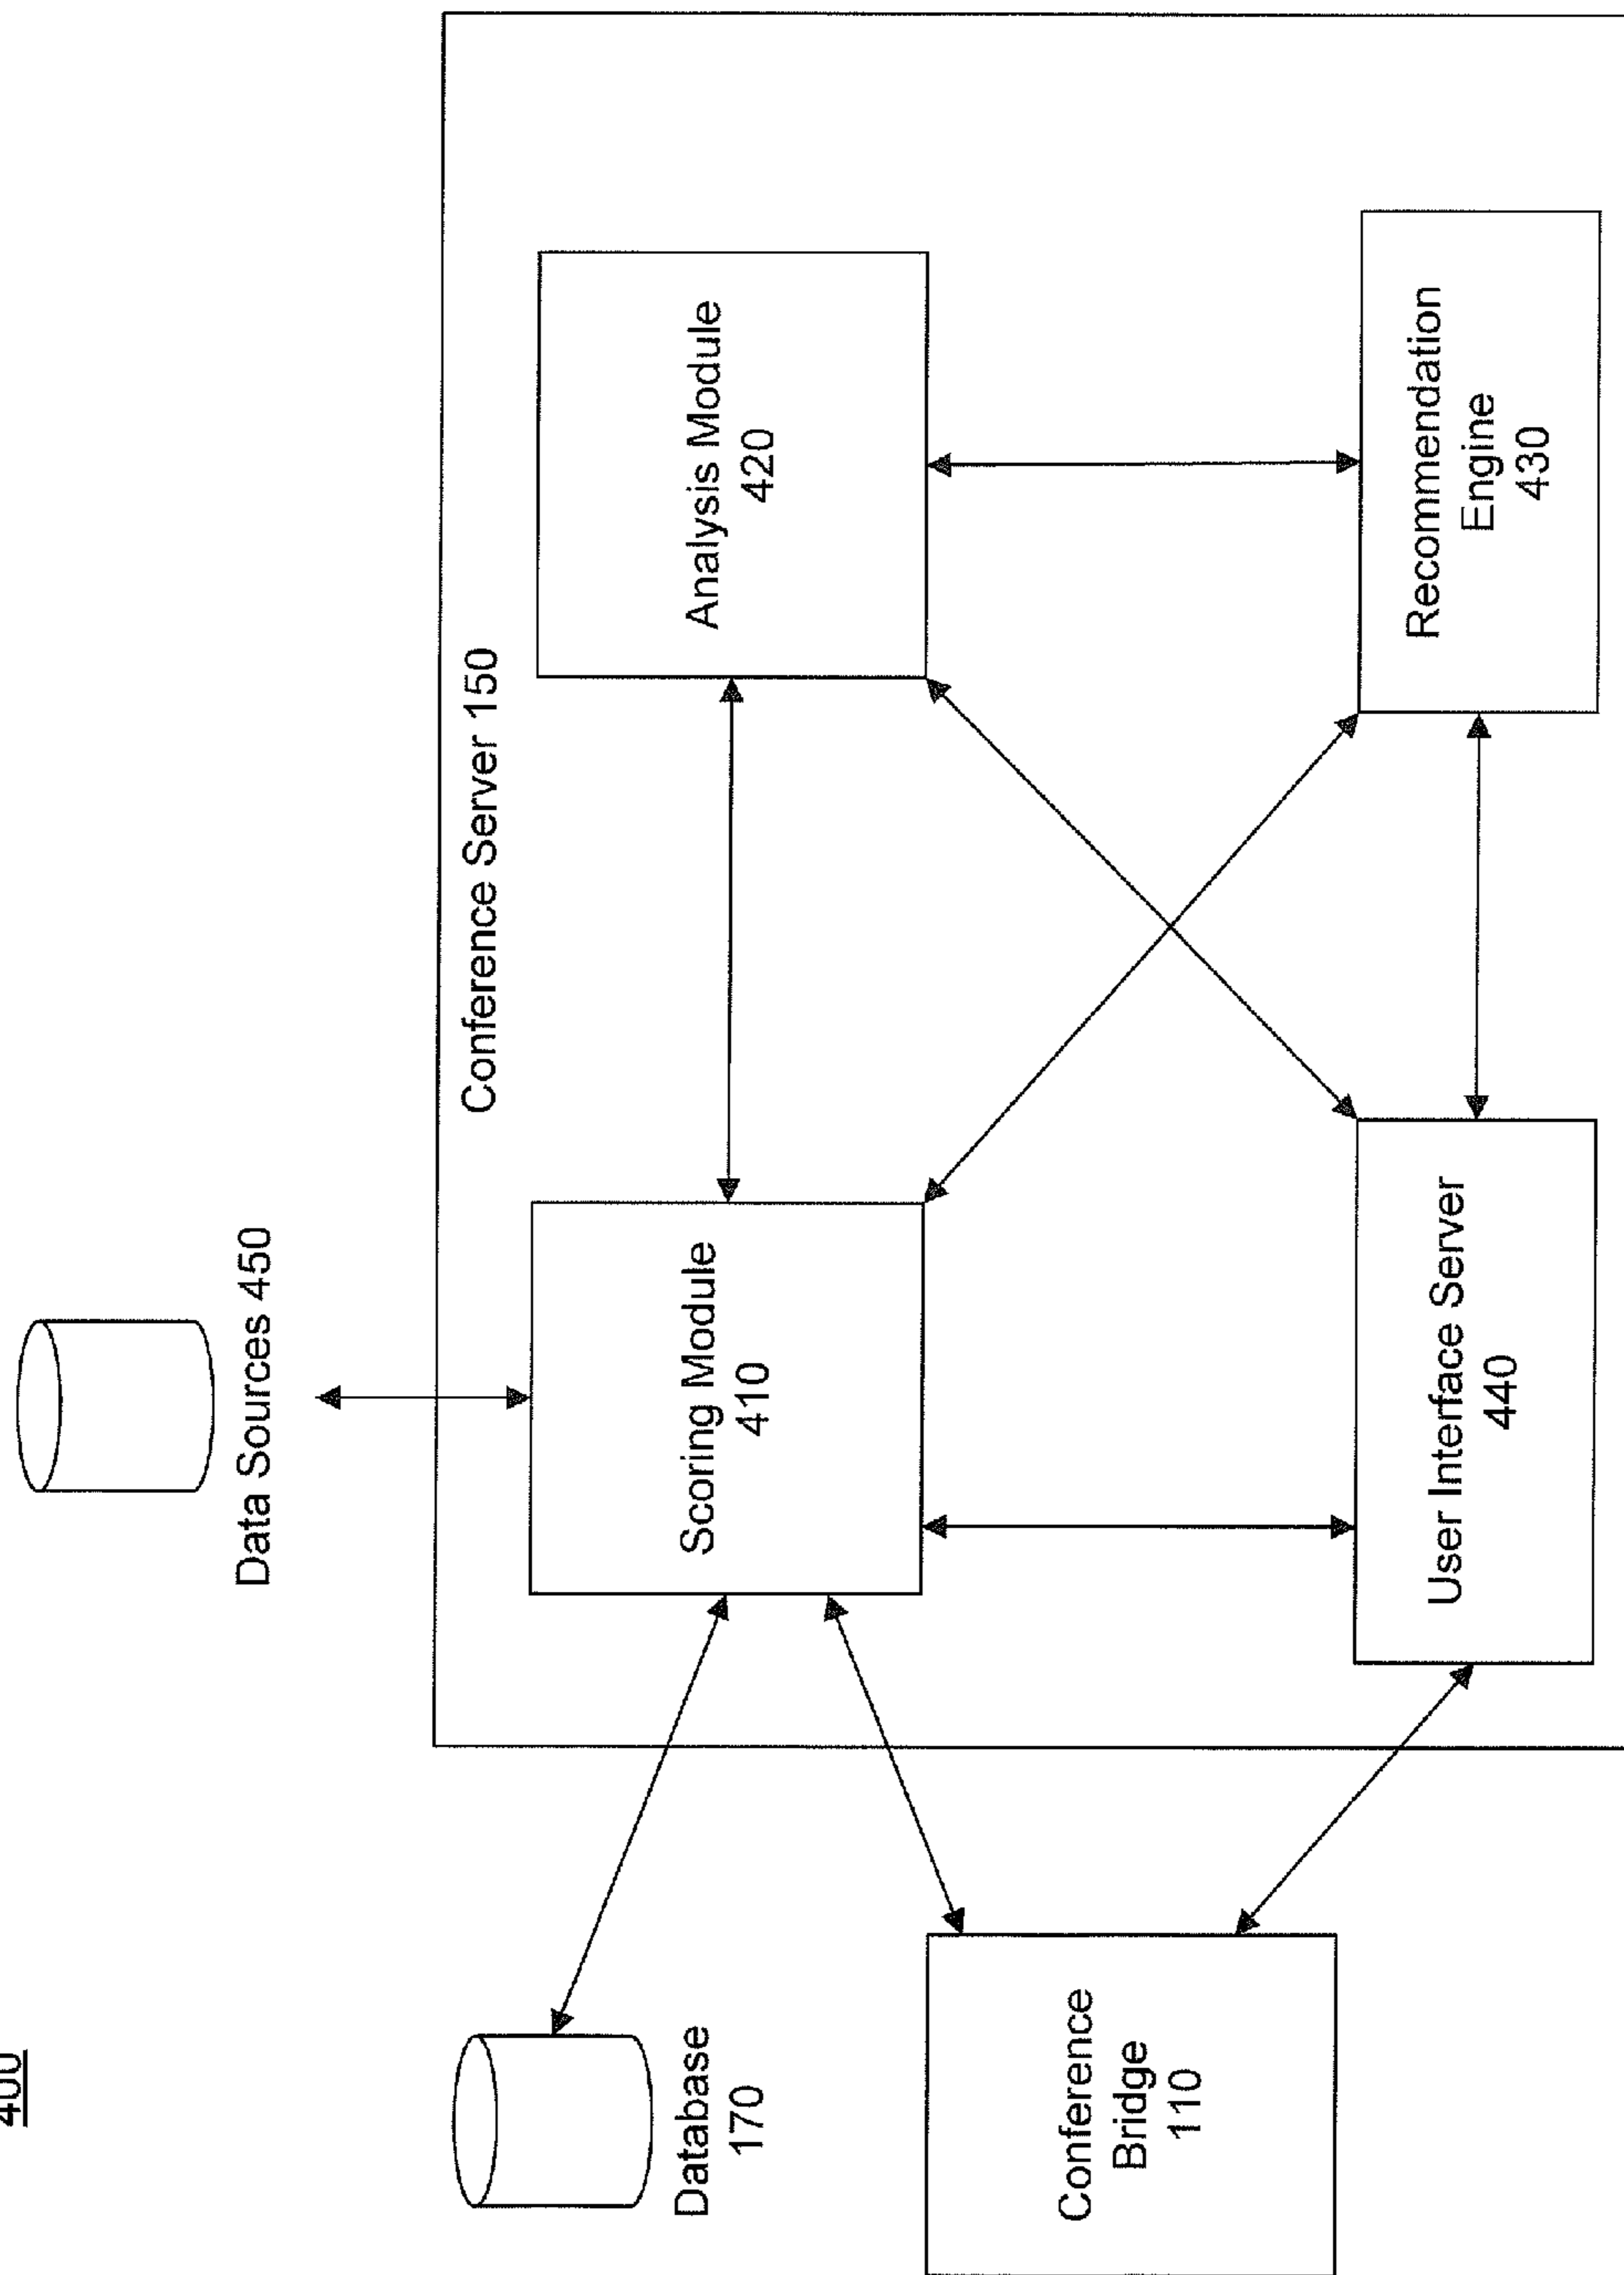 400
Data Sources 450
Database
170
Conference Server 150
Scoring Module
410
Analysis Module
420
Conference
Bridge
110
User Interface Server
440
Recommendation
Engine
430